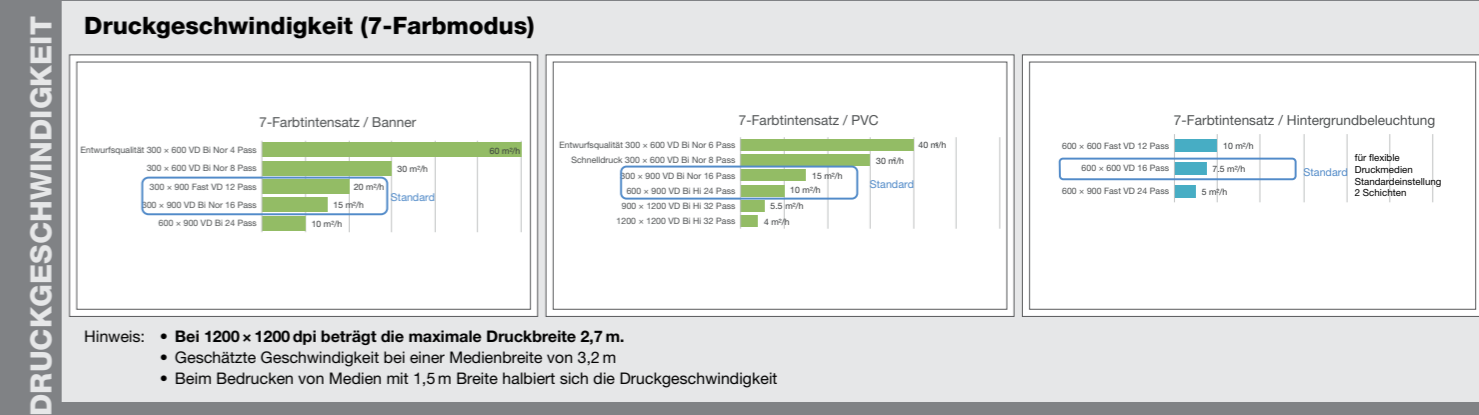 DRUCKGESCHWINDIGKEIT
Druckgeschwindigkeit (7-Farbmodus)
7-Farbtintensatz / Banner
Entwurfsqualität 300 × 600 VD Bi Nor 4 Pass 60 m²/h
300 × 600 VD Bi Nor 8 Pass 30 m²/h
300 × 900 Fast VD 12 Pass 20 m²/h
Standard
300 × 900 VD Bi Nor 16 Pass 15 m²/h
600 × 900 VD Bi 24 Pass 10 m²/h
7-Farbtintensatz / PVC
Entwurfsqualität 300 × 600 VD Bi Nor 6 Pass 40 m²/h
Schnelldruck 300 × 600 VD Bi Nor 8 Pass 30 m²/h
300 × 900 VD Bi Nor 16 Pass 15 m²/h
Standard
600 × 900 VD Bi Hi 24 Pass 10 m²/h
900 × 1200 VD Bi Hi 32 Pass 5.5 m²/h
1200 × 1200 VD Bi Hi 32 Pass 4 m²/h
7-Farbtintensatz / Hintergrundbeleuchtung
600 × 600 Fast VD 12 Pass 10 m²/h
600 × 600 VD 16 Pass 7.5 m²/h
Standard
600 × 900 Fast VD 24 Pass 5 m²/h
für flexible
Druckmedien
Standardeinstellung
2 Schichten
Hinweis: • Bei 1200 × 1200 dpi beträgt die maximale Druckbreite 2,7 m.
• Geschätzte Geschwindigkeit bei einer Medienbreite von 3,2 m
• Beim Bedrucken von Medien mit 1,5 m Breite halbiert sich die Druckgeschwindigkeit